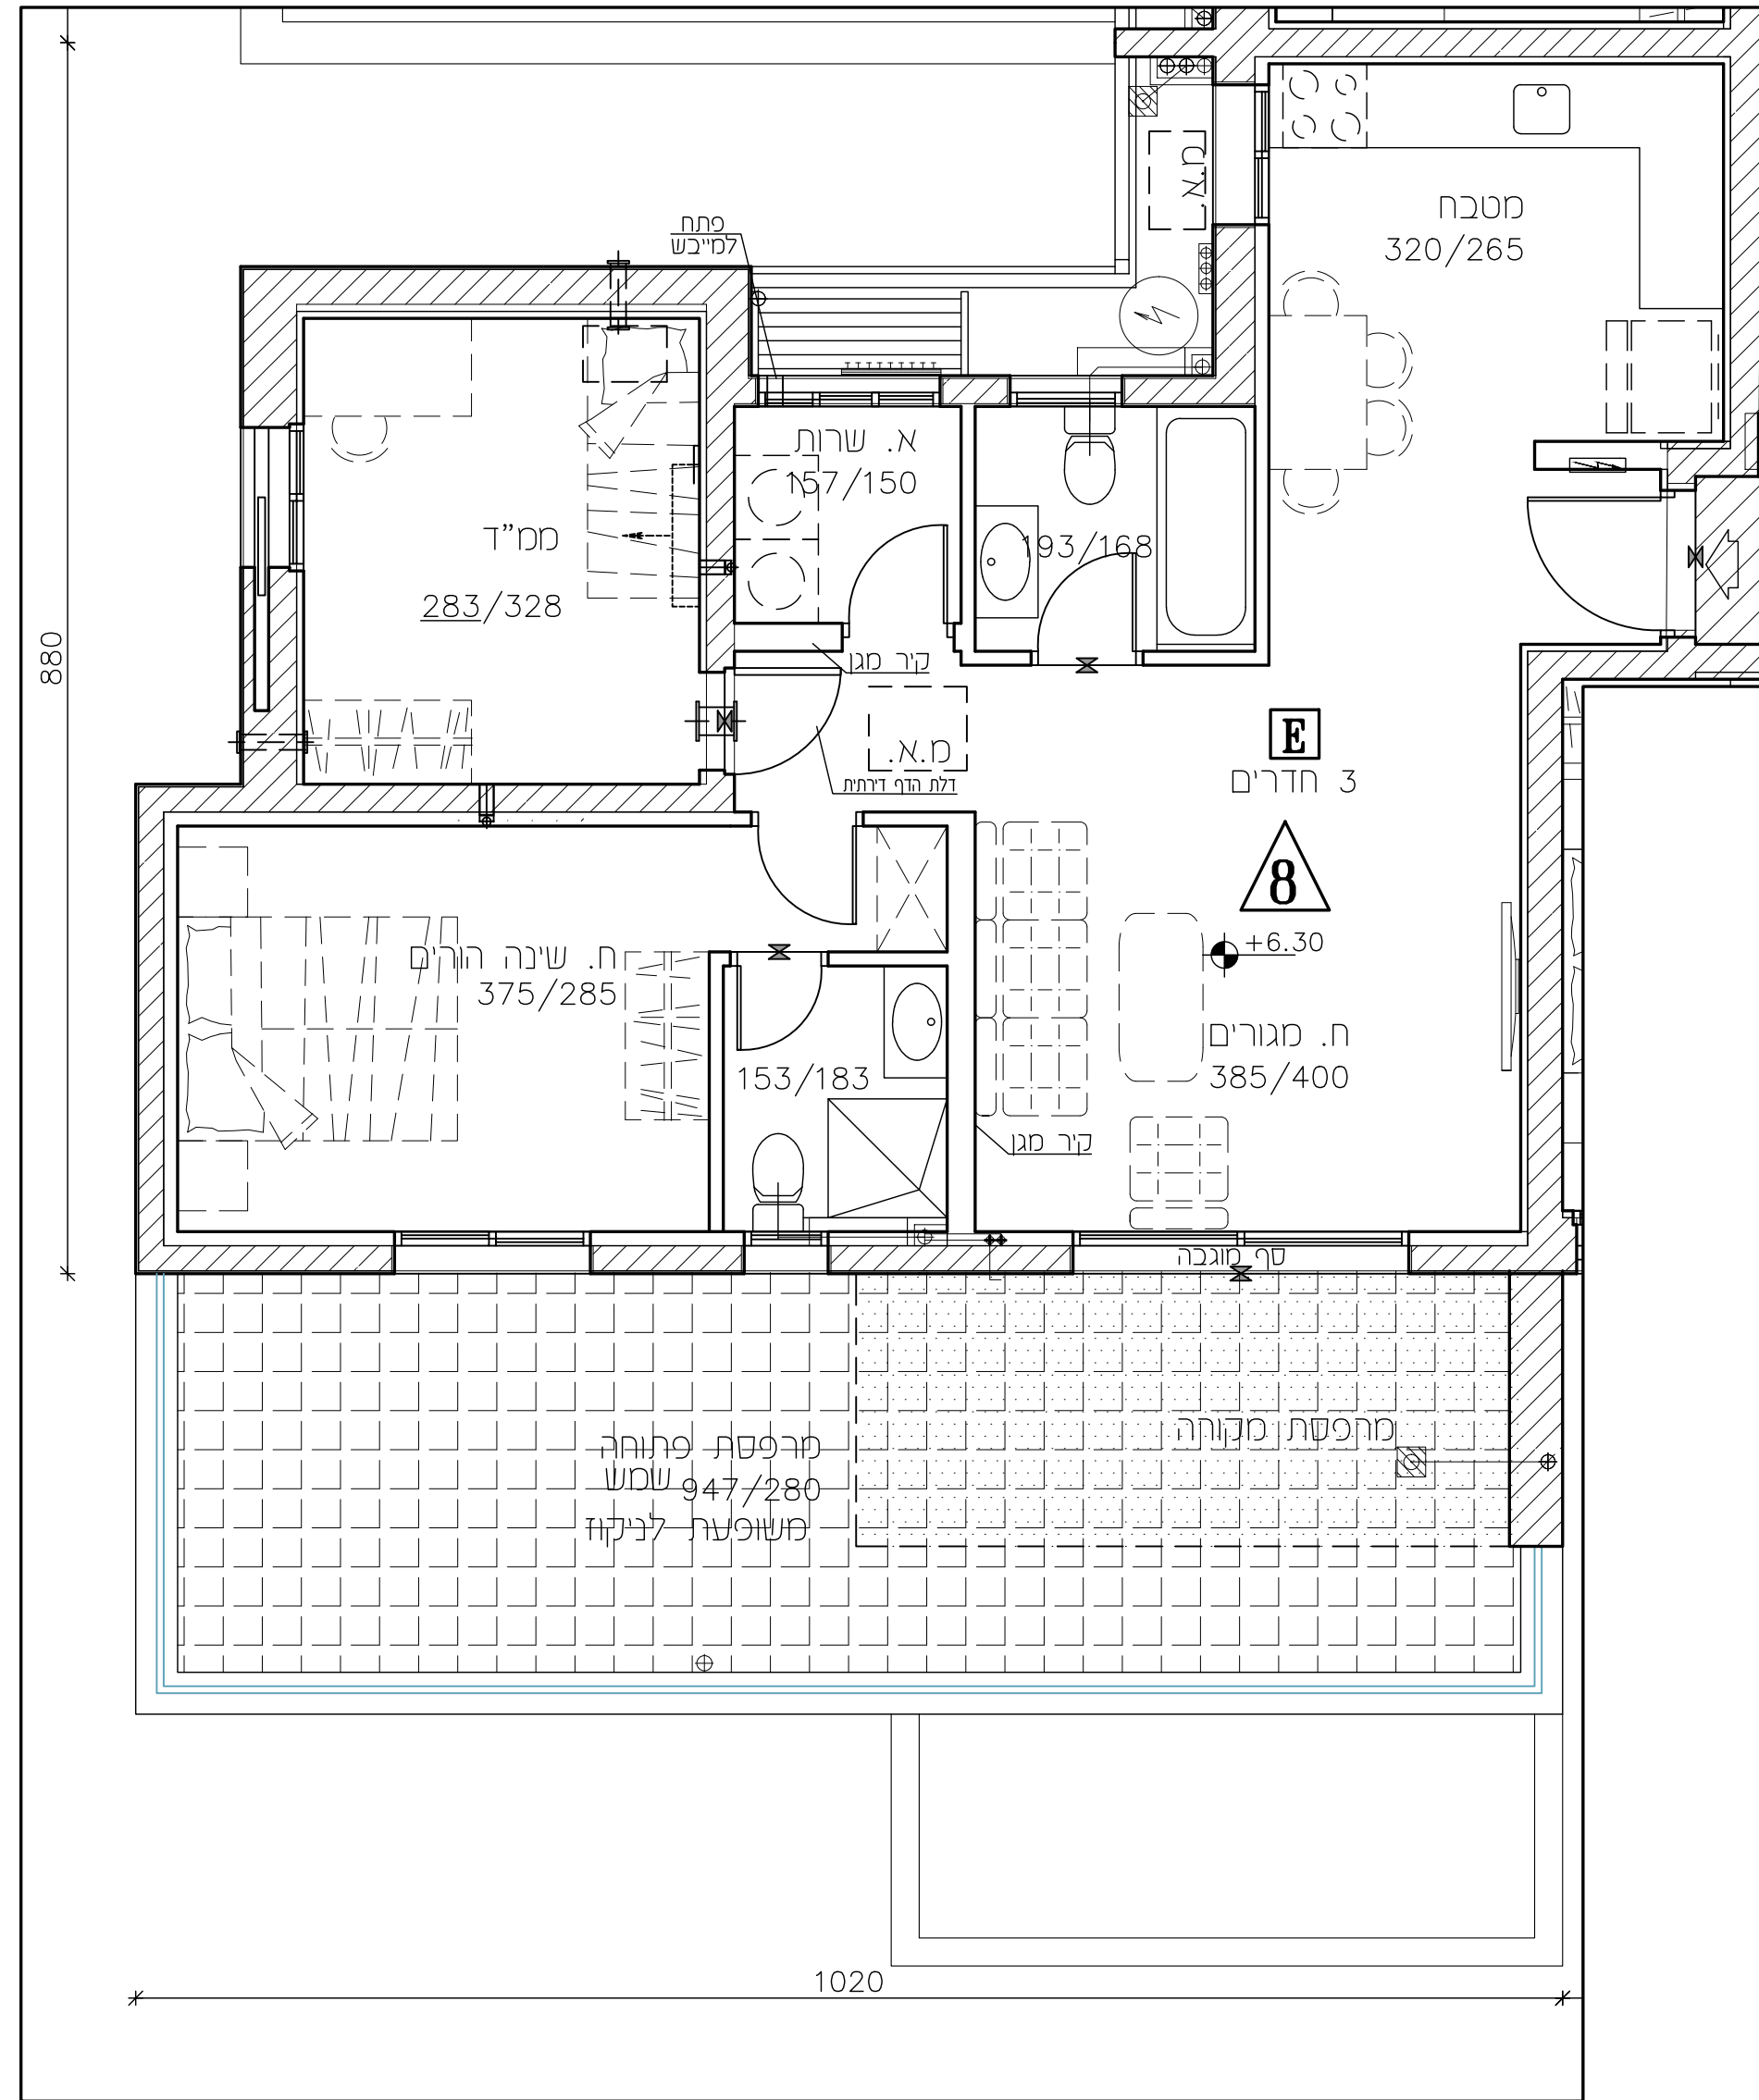 פתח
למייבש
מ.א.
מטבח
320/265
א. שרות
157/150
193/168
ממ"ד
283/328
קיר מגן
מ.א.
דלת הדף דירתית
E
3 חדרים
8
+6.30
ח. שינה הורים
375/285
153/183
ח. מגורים
385/400
קיר מגן
סף מוגבה
מרפסת מקורה
מרפסת פתוחה
שמש 947/280
משופעת לניקוז
880
1020